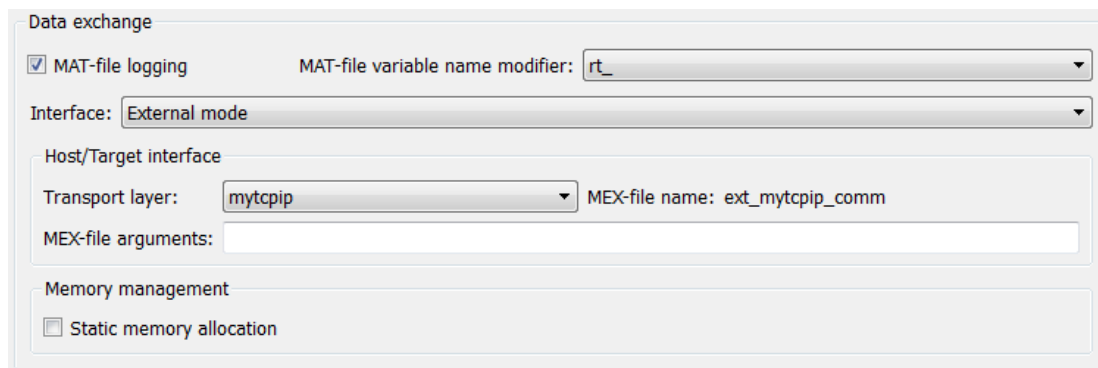 Data exchange
MAT-file logging MAT-file variable name modifier: rt_
Interface: External mode
Host/Target interface
Transport layer: mytcpip MEX-file name: ext_mytcpip_comm
MEX-file arguments:
Memory management
Static memory allocation